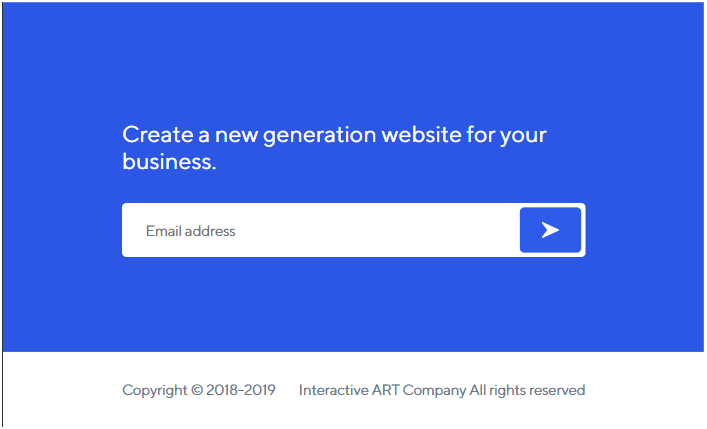 Create a new generation website for your
business.
Email address
Copyright © 2018-2019 Interactive ART Company All rights reserved